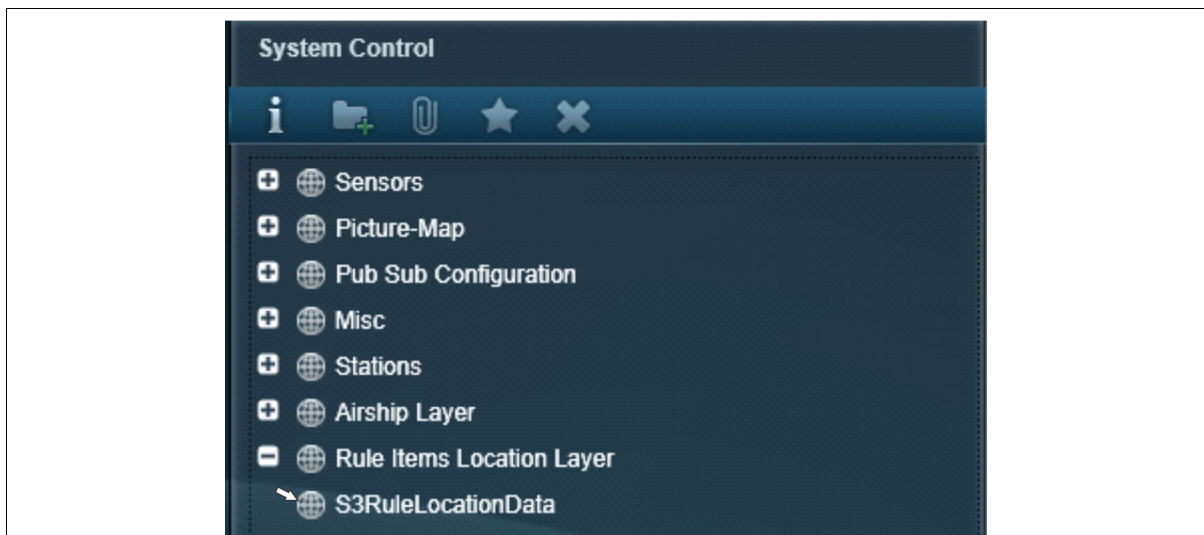 System Control
Sensors
Picture-Map
Pub Sub Configuration
Misc
Stations
Airship Layer
Rule Items Location Layer
S3RuleLocationData